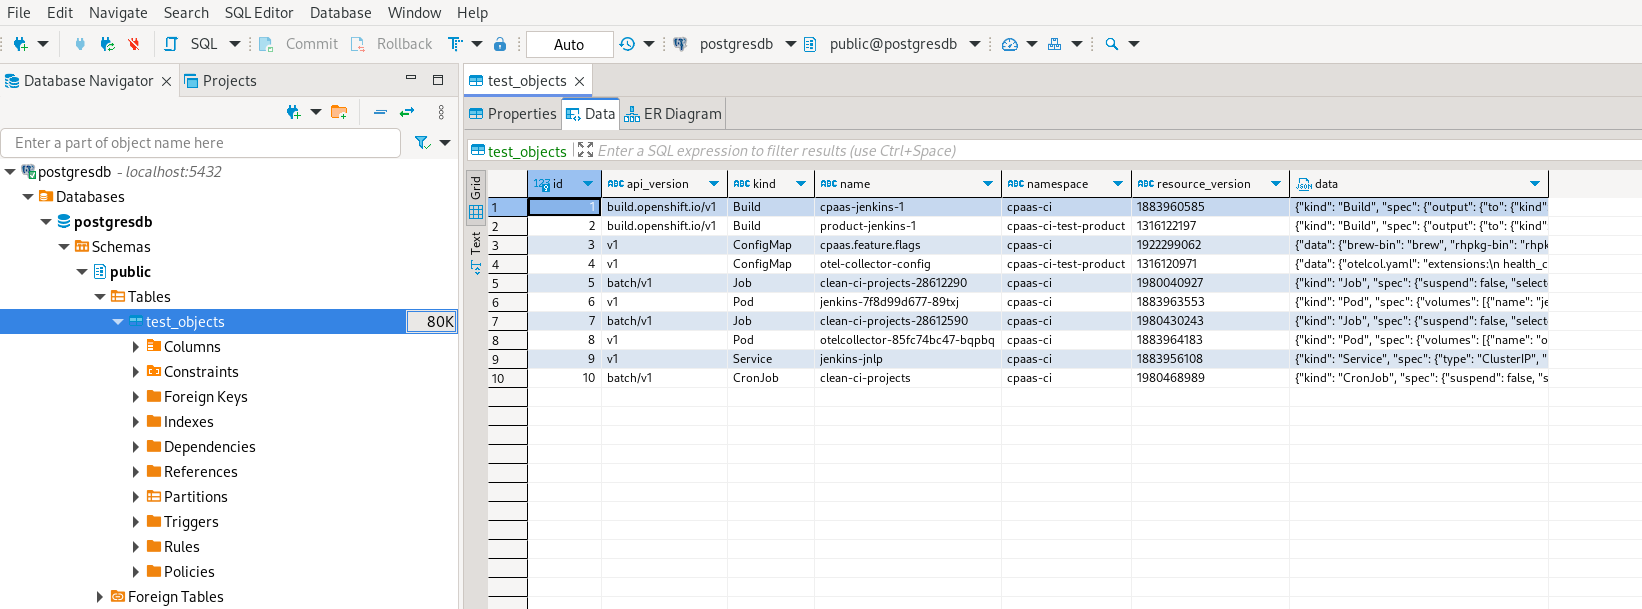 File Edit Navigate Search SQL Editor Database Window Help
SQL Commit Rollback Auto postgresdb public@postgresdb
Database Navigator Projects
test_objects
Properties Data ER Diagram
Enter a part of object name here
test_objects Enter a SQL expression to filter results (use Ctrl+Space)
postgresdb - localhost:5432
Databases
postgresdb
Schemas
public
Tables
test_objects 80K
Columns
Constraints
Foreign Keys
Indexes
Dependencies
References
Partitions
Triggers
Rules
Policies
Foreign Tables
Grid
Text
123 id ABC api_version ABC kind ABC name ABC namespace ABC resource_version JSON data
1 1 build.openshift.io/v1 Build cpaas-jenkins-1 cpaas-ci 1883960585 {"kind": "Build", "spec": {"output": {"to": {"kind"
2 2 build.openshift.io/v1 Build product-jenkins-1 cpaas-ci-test-product 1316122197 {"kind": "Build", "spec": {"output": {"to": {"kind"
3 3 v1 ConfigMap cpaas.feature.flags cpaas-ci 1922299062 {"data": {"brew-bin": "brew", "rhpkg-bin": "rhpk
4 4 v1 ConfigMap otel-collector-config cpaas-ci-test-product 1316120971 {"data": {"otelcol.yaml": "extensions:\n health_c
5 5 batch/v1 Job clean-ci-projects-28612290 cpaas-ci 1980040927 {"kind": "Job", "spec": {"suspend": false, "select
6 6 v1 Pod jenkins-7f8d99d677-89txj cpaas-ci 1883963553 {"kind": "Pod", "spec": {"volumes": [{"name": "je
7 7 batch/v1 Job clean-ci-projects-28612590 cpaas-ci 1980430243 {"kind": "Job", "spec": {"suspend": false, "select
8 8 v1 Pod otelcollector-85fc74bc47-bqpbq cpaas-ci 1883964183 {"kind": "Pod", "spec": {"volumes": [{"name": "o
9 9 v1 Service jenkins-jnlp cpaas-ci 1883956108 {"kind": "Service", "spec": {"type": "ClusterIP", "
10 10 batch/v1 CronJob clean-ci-projects cpaas-ci 1980468989 {"kind": "CronJob", "spec": {"suspend": false, "s